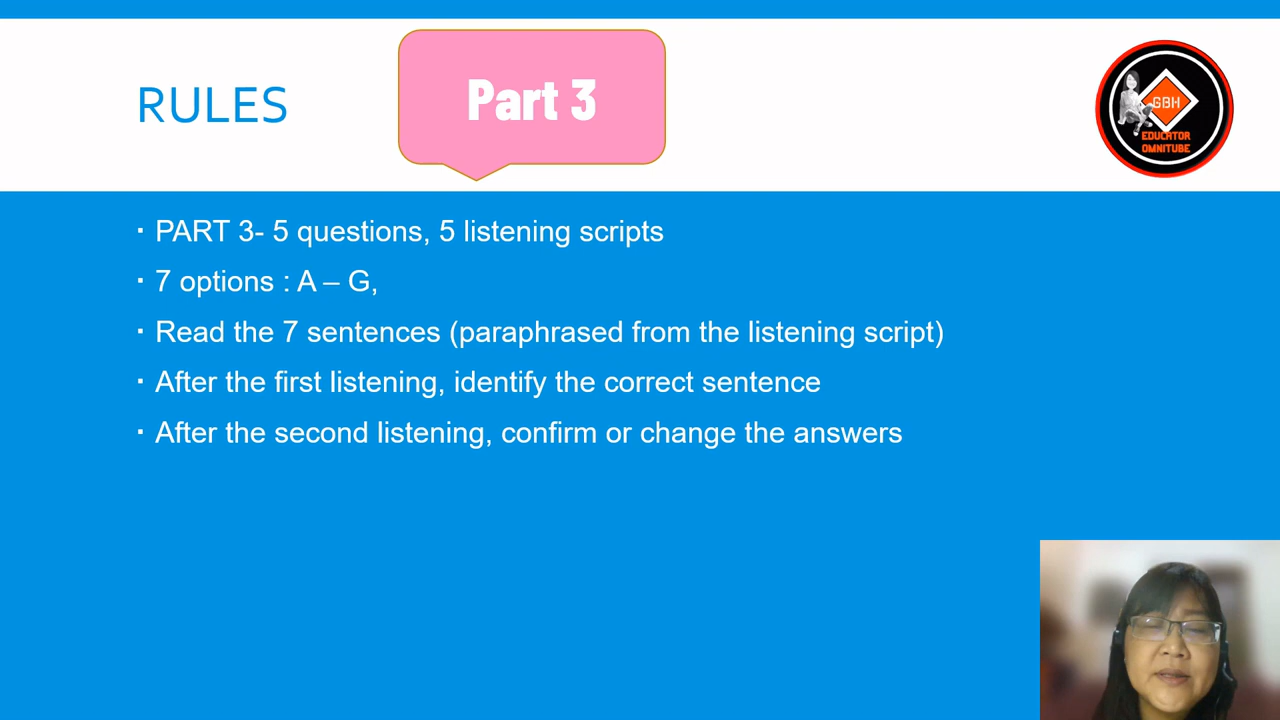 RULES
Part 3
GBH
EDUCATOR
OMNITUBE
▪ PART 3- 5 questions, 5 listening scripts
▪ 7 options : A – G,
▪ Read the 7 sentences (paraphrased from the listening script)
▪ After the first listening, identify the correct sentence
▪ After the second listening, confirm or change the answers